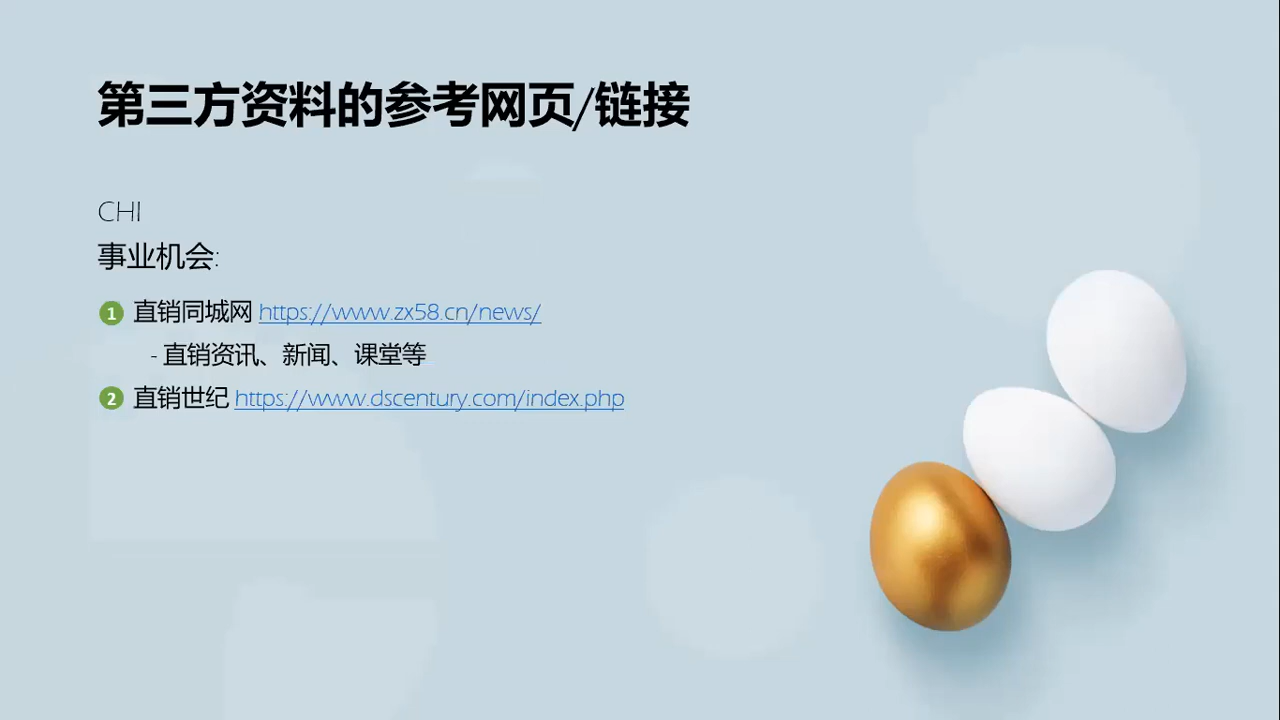 第三方资料的参考网页/链接
CHI
事业机会:
1 直销同城网 https://www.zx58.cn/news/
- 直销资讯、新闻、课堂等
2 直销世纪 https://www.dscentury.com/index.php